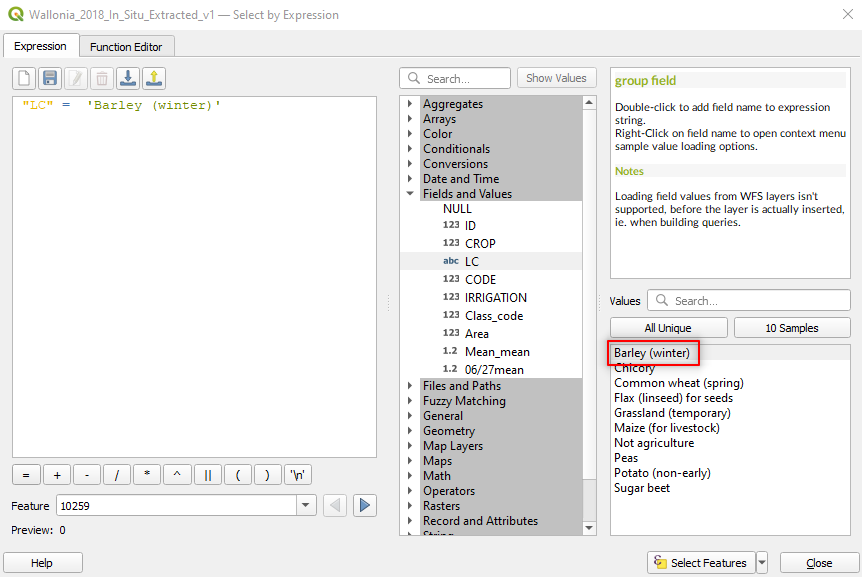 Wallonia_2018_In_Situ_Extracted_v1 — Select by Expression
Expression
Function Editor
"LC" =  'Barley (winter)'
= + - / * ^ || ( ) '\n'
Feature 10259
Preview: 0
Help
Search...
Show Values
Aggregates
Arrays
Color
Conditionals
Conversions
Date and Time
Fields and Values
NULL
123 ID
123 CROP
abc LC
123 CODE
123 IRRIGATION
123 Class_code
123 Area
1.2 Mean_mean
1.2 06/27mean
Files and Paths
Fuzzy Matching
General
Geometry
Map Layers
Maps
Math
Operators
Rasters
Record and Attributes
group field
Double-click to add field name to expression
string.
Right-Click on field name to open context menu
sample value loading options.
Notes
Loading field values from WFS layers isn't
supported, before the layer is actually inserted,
ie. when building queries.
Values
Search...
All Unique
10 Samples
Barley (winter)
Chicory
Common wheat (spring)
Flax (linseed) for seeds
Grassland (temporary)
Maize (for livestock)
Not agriculture
Peas
Potato (non-early)
Sugar beet
Select Features
Close